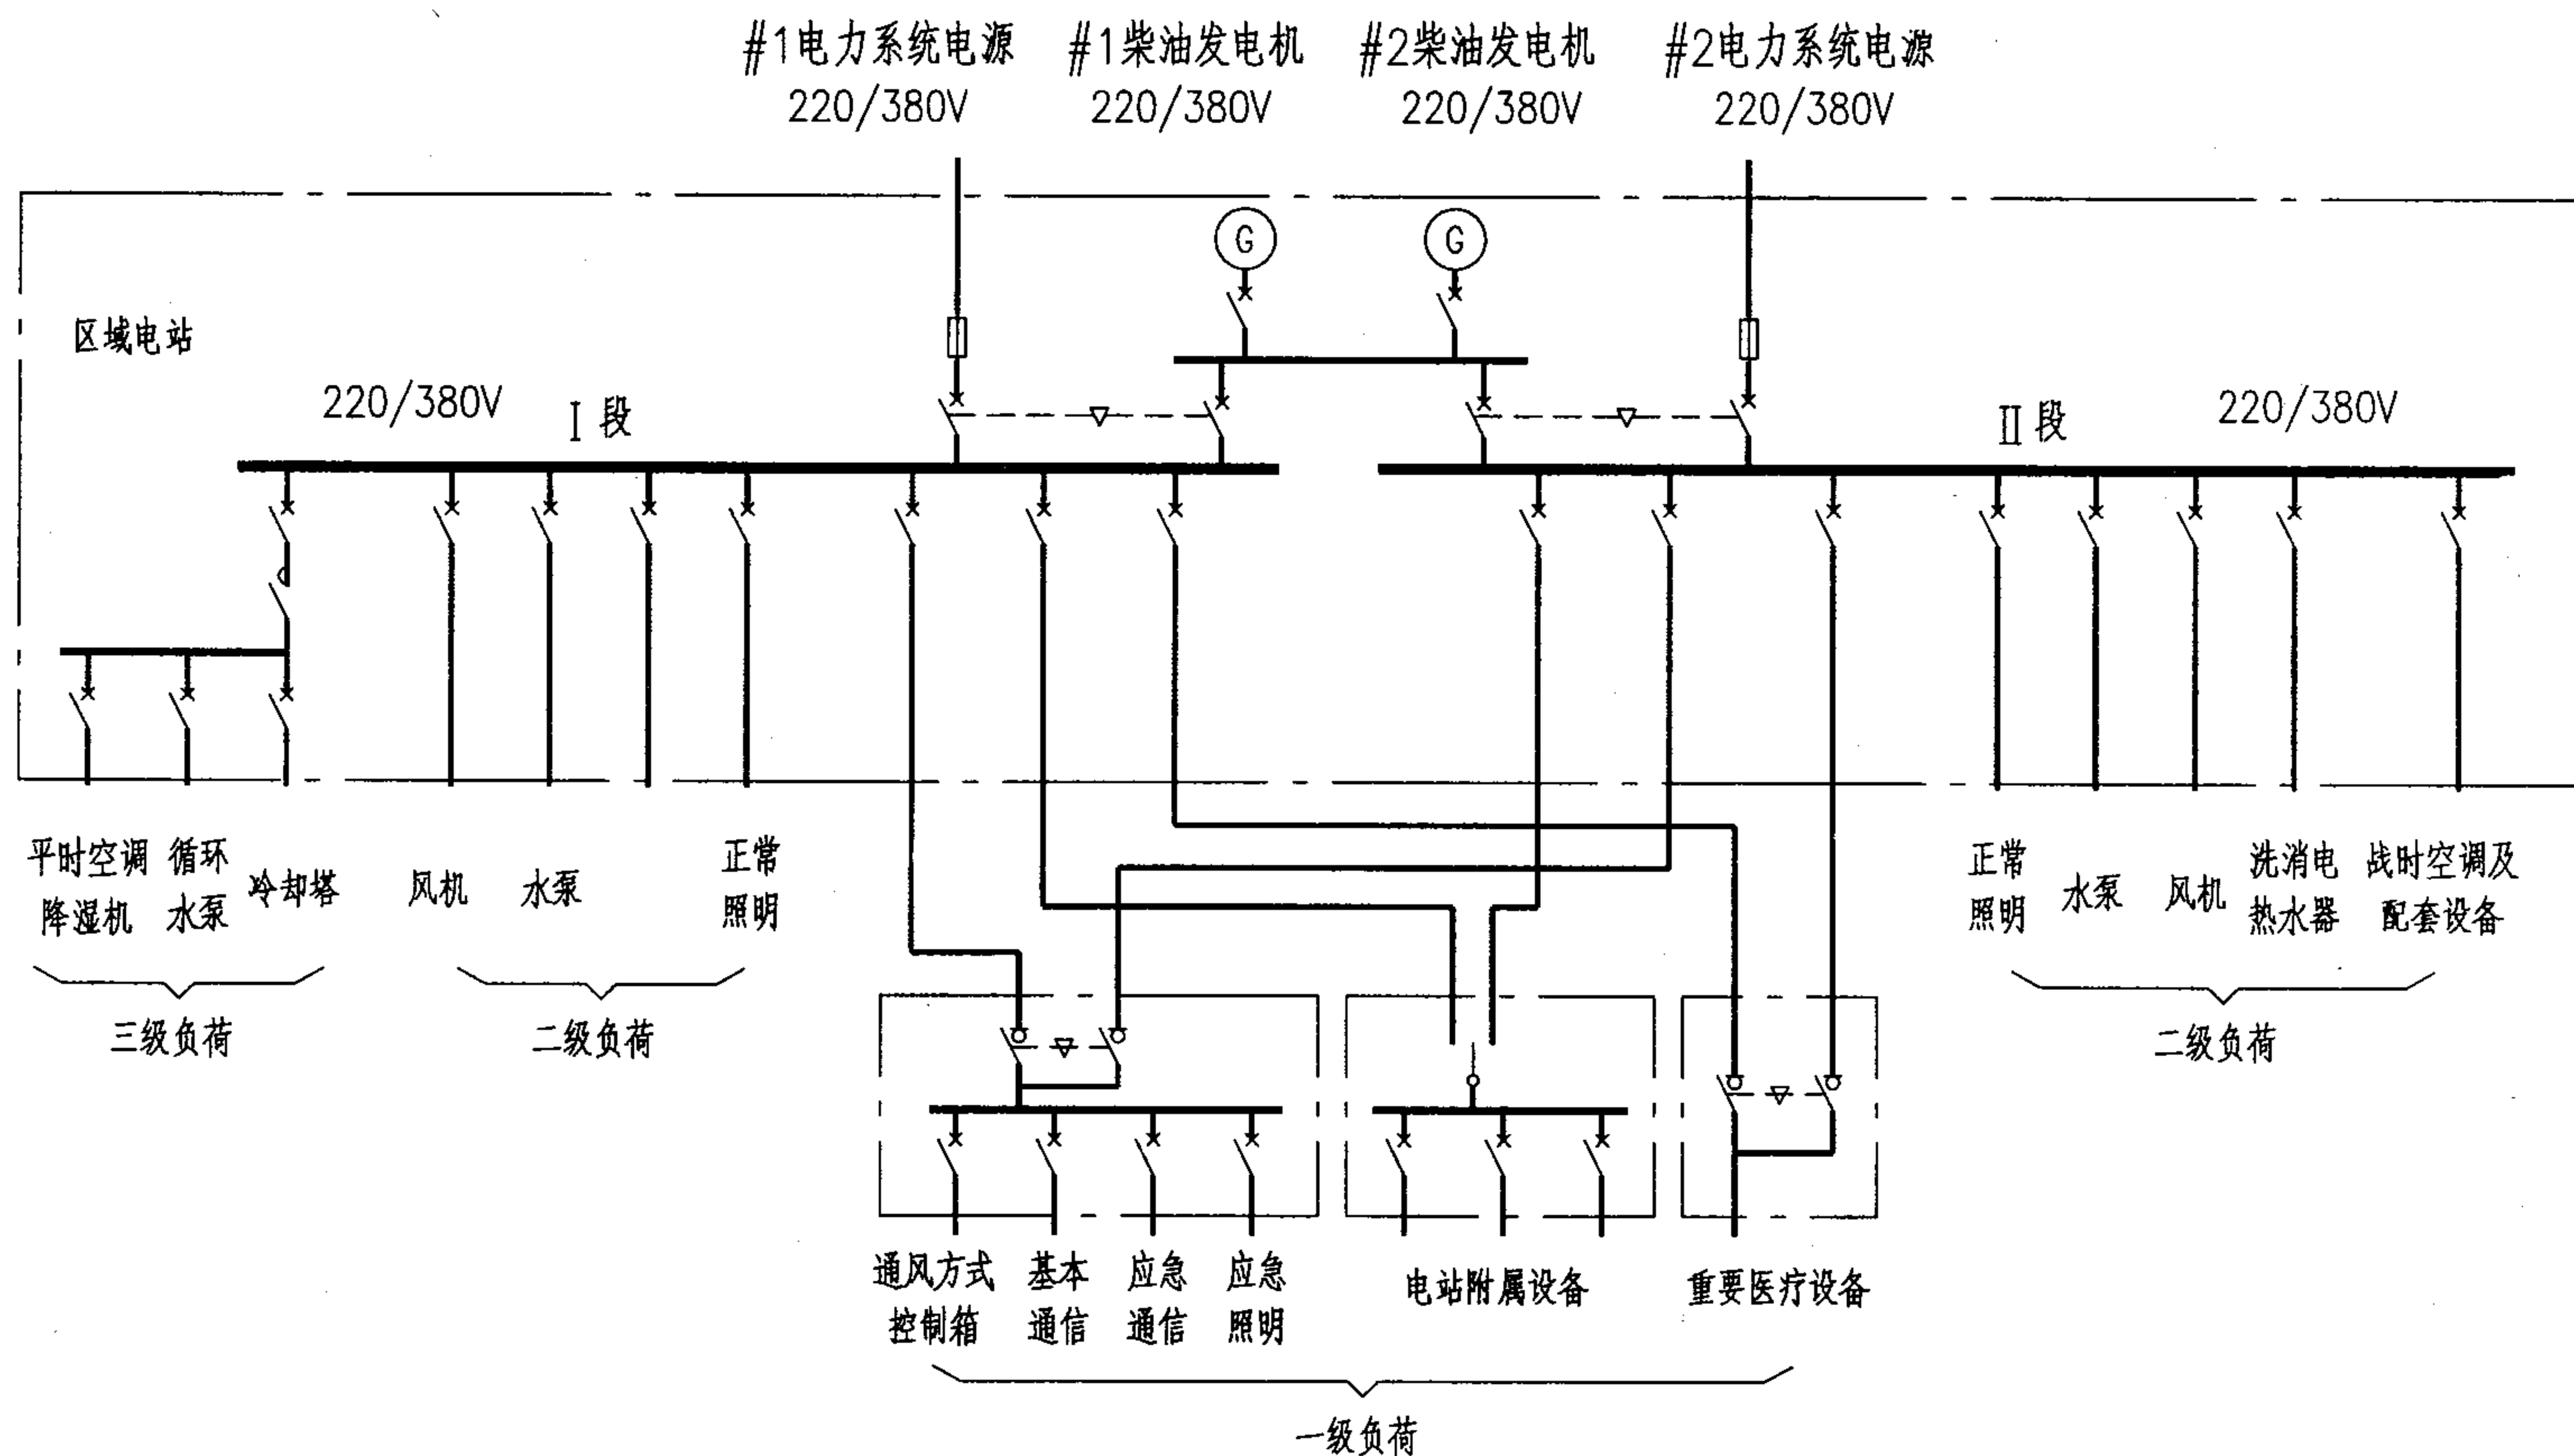 #1电力系统电源
220/380V
#1柴油发电机
220/380V
#2柴油发电机
220/380V
#2电力系统电源
220/380V
G
G
区域电站
220/380V
I段
II段
220/380V
平时空调
降湿机
循环
水泵
冷却塔
风机
水泵
正常
照明
正常
照明
水泵
风机
洗消电
热水器
战时空调及
配套设备
三级负荷
二级负荷
二级负荷
通风方式
控制箱
基本
通信
应急
通信
应急
照明
电站附属设备
重要医疗设备
一级负荷